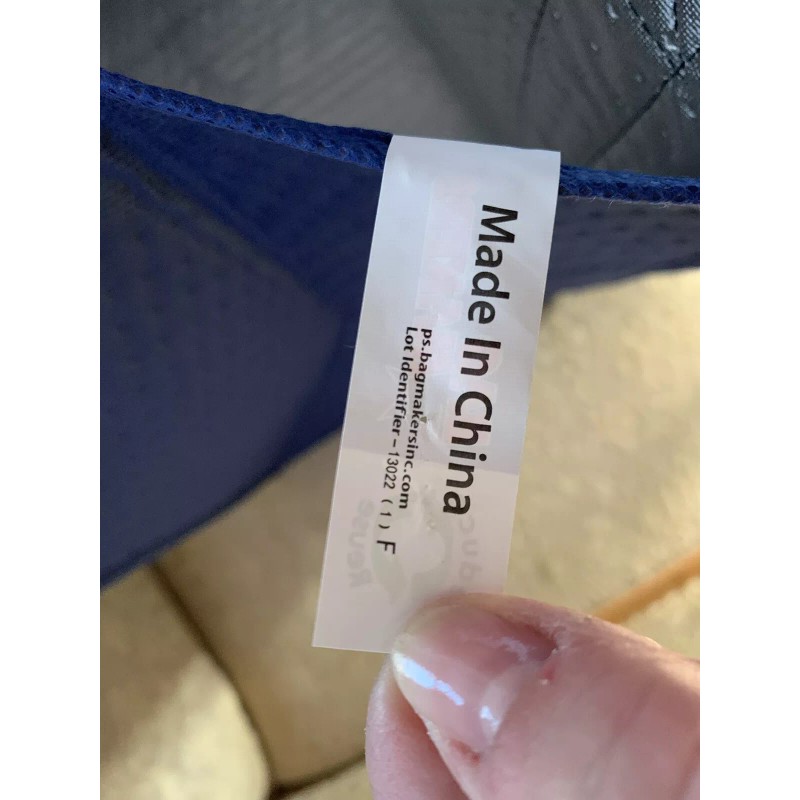 Made In China
ps.bagmakersinc.com
Lot Identifier-13022 (1) F